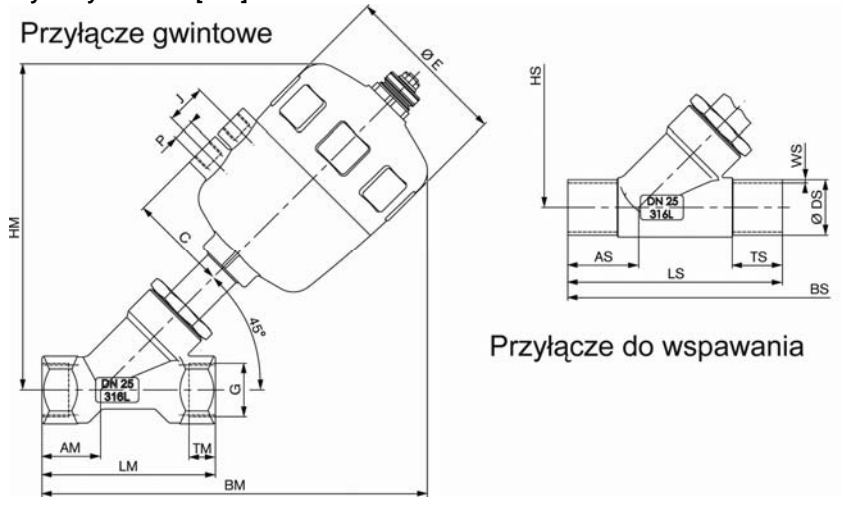 Przyłącze gwintowe
Ø E
J
P
HM
C
45°
DN 25
316L
G
AM
TM
LM
BM
HS
WS
DN 25
316L
Ø DS
AS
TS
LS
BS
Przyłącze do wspawania